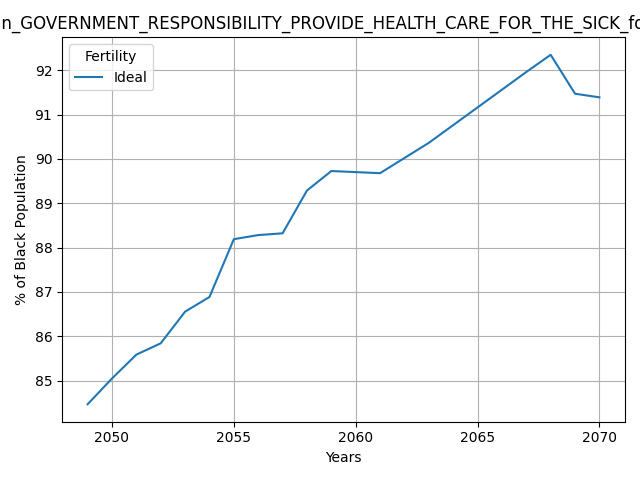 n_GOVERNMENT_RESPONSIBILITY_PROVIDE_HEALTH_CARE_FOR_THE_SICK_fo
Fertility
Ideal
% of Black Population
92
91
90
89
88
87
86
85
2050 2055 2060 2065 2070
Years